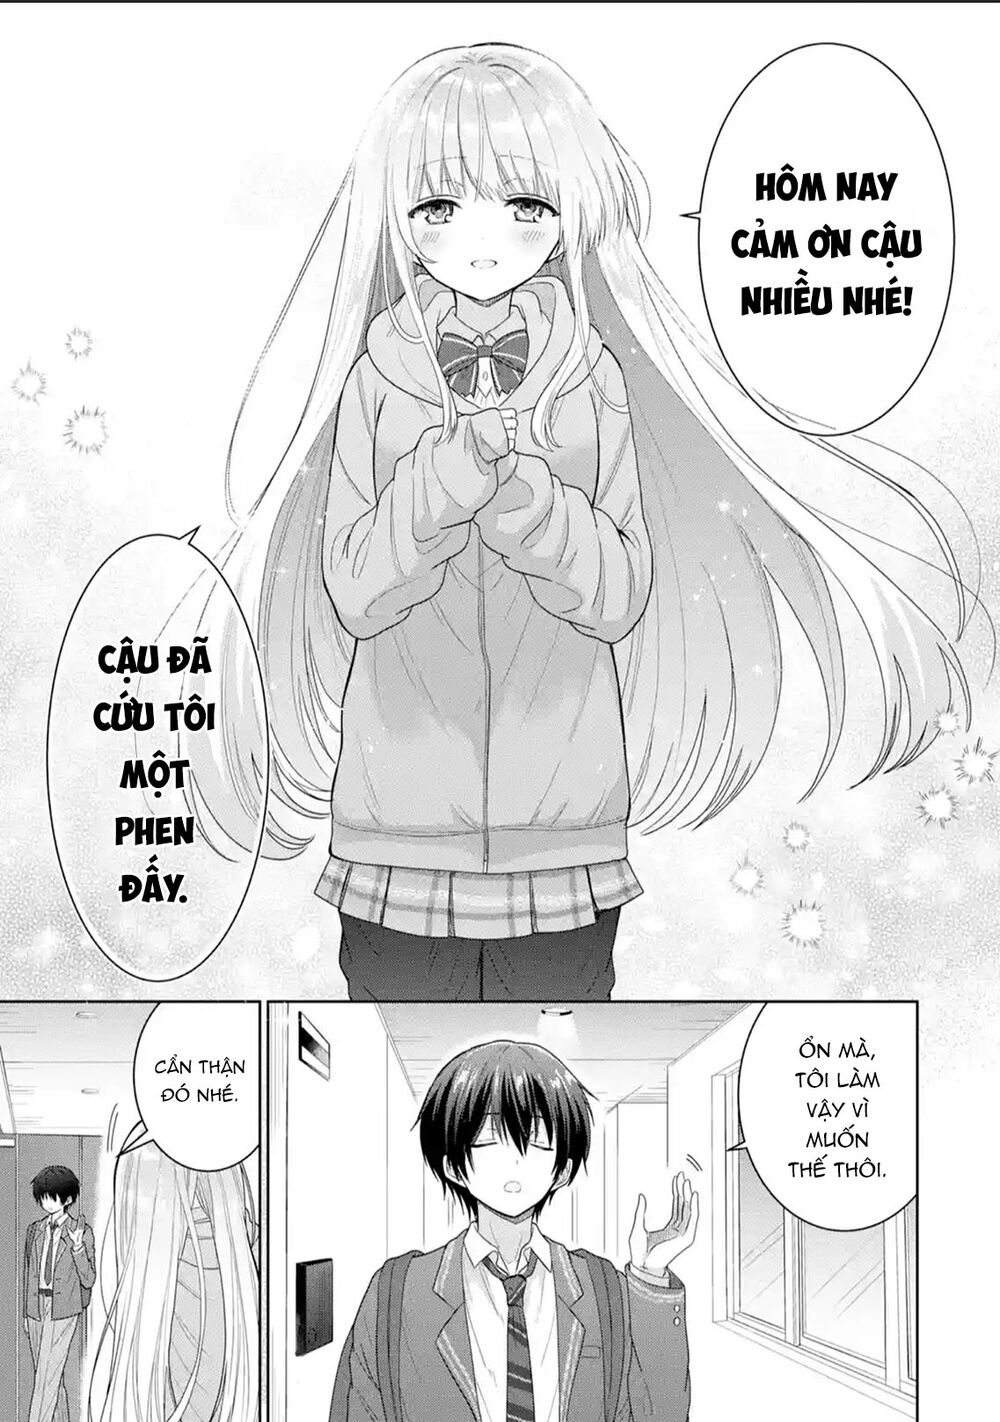 HÔM NAY
CẢM ƠN CẬU
NHIỀU NHÉ!
CẬU ĐÃ
CỨU TÔI
MỘT
PHEN
ĐẤY.
ỔN MÀ,
TÔI LÀM
VẬY VÌ
MUỐN
THẾ THÔI.
CẨN THẬN
ĐÓ NHÉ.